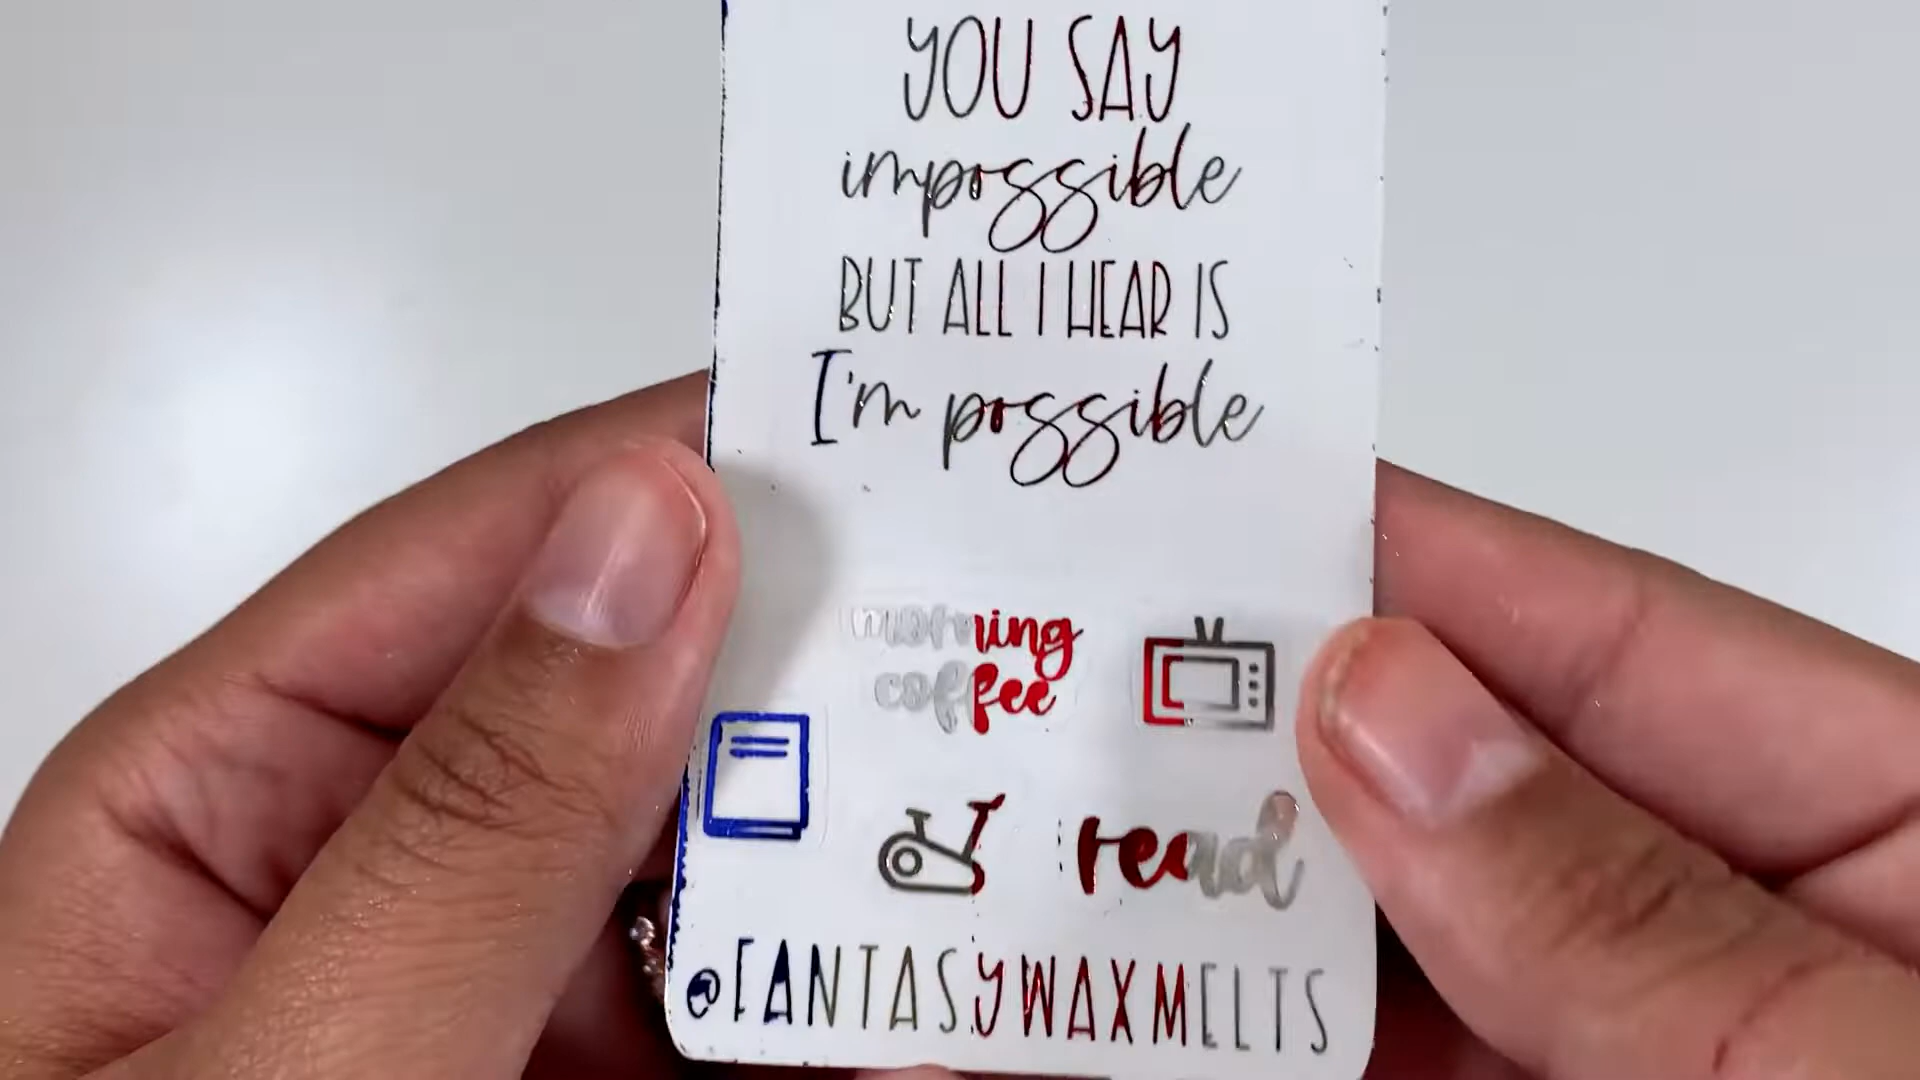 YOU SAY
impossible
BUT ALL I HEAR IS
I'm possible
morning
coffee
read
@FANTASYWAXMELTS